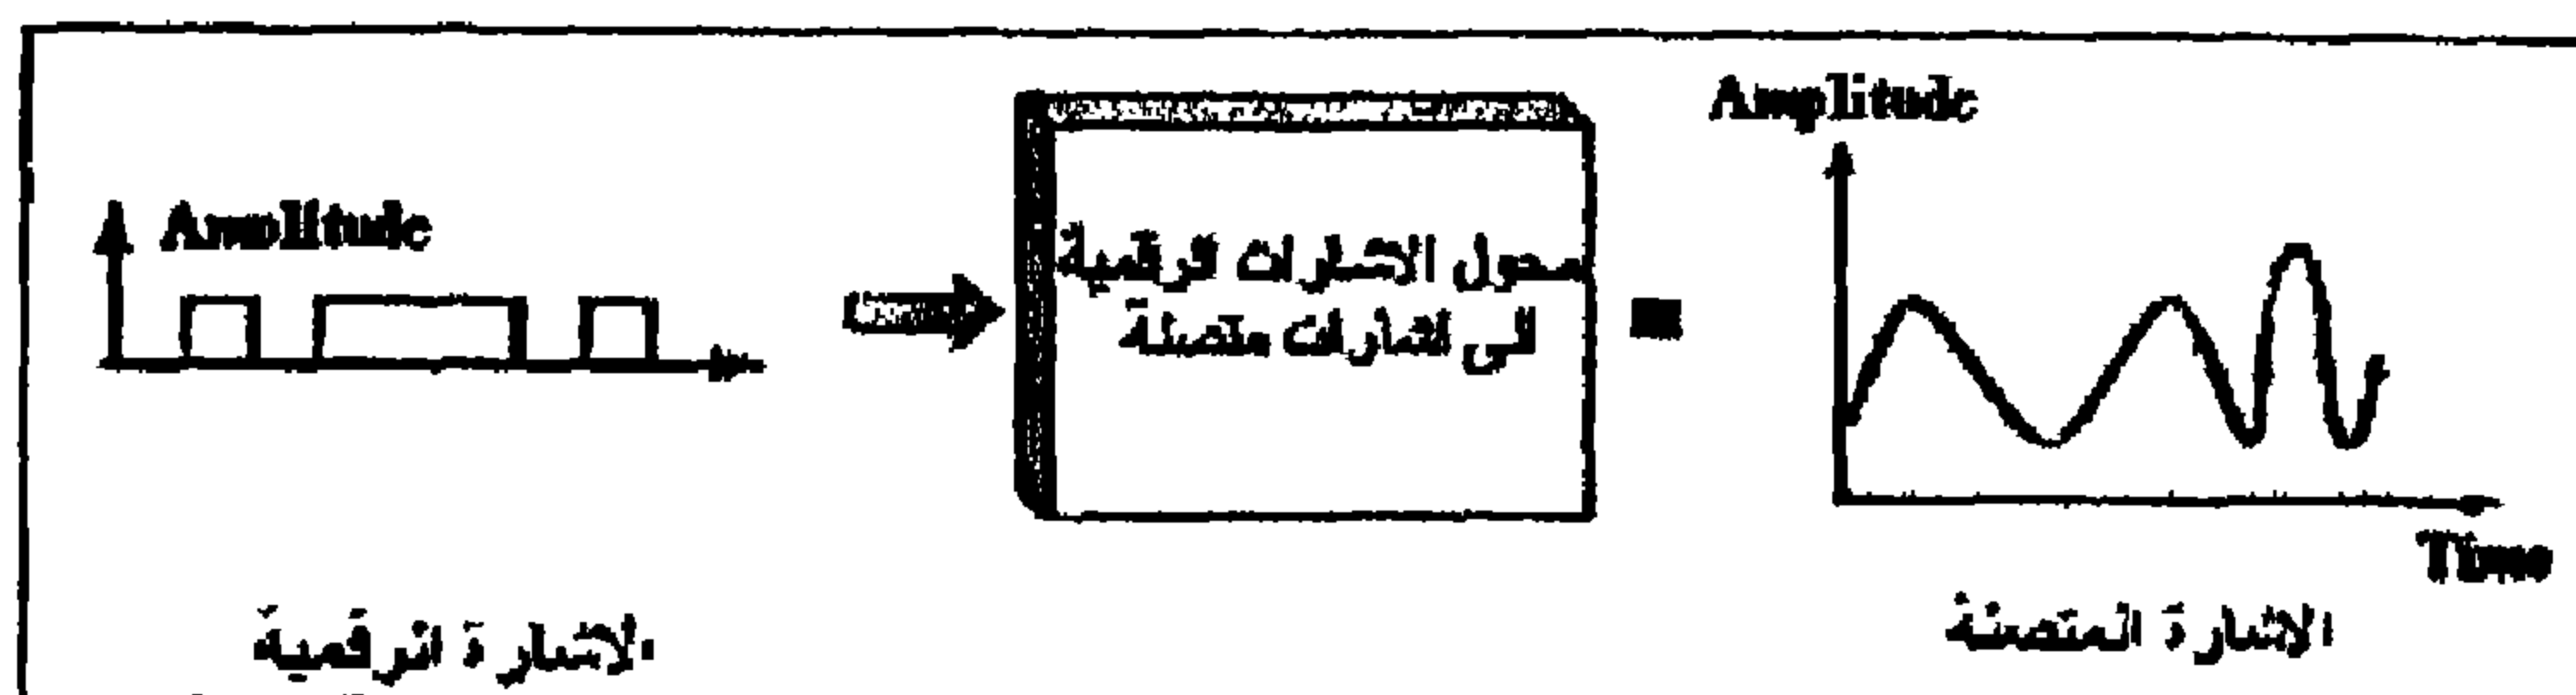 Amplitude
Amplitude
محول الاشارات الرقمية
الى اشارات متصلة
Time
الاشارة الرقمية
الاشارة المتصلة